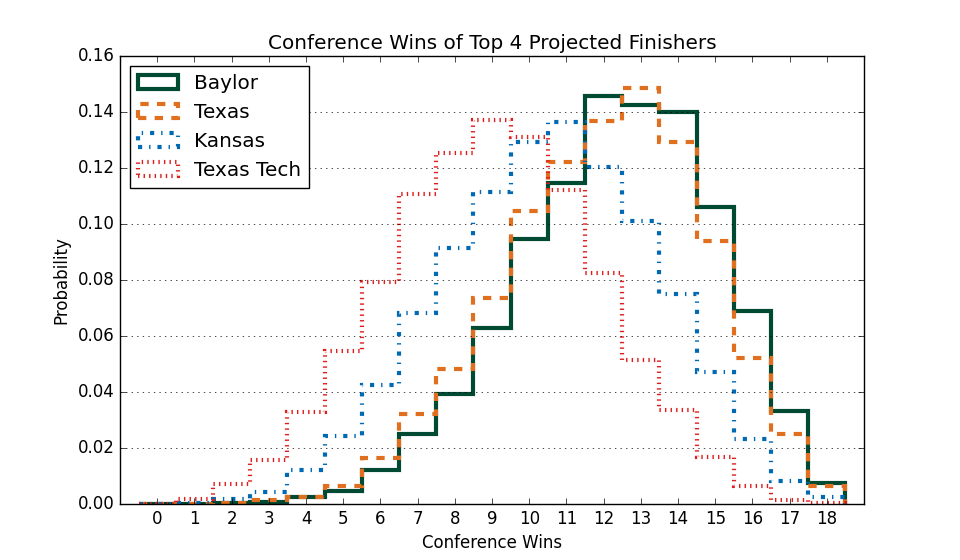 Conference Wins of Top 4 Projected Finishers
0.16
0.14
0.12
0.10
0.08
0.06
0.04
0.02
0.00
Probability
Baylor
Texas
Kansas
Texas Tech
0 1 2 3 4 5 6 7 8 9 10 11 12 13 14 15 16 17 18
Conference Wins